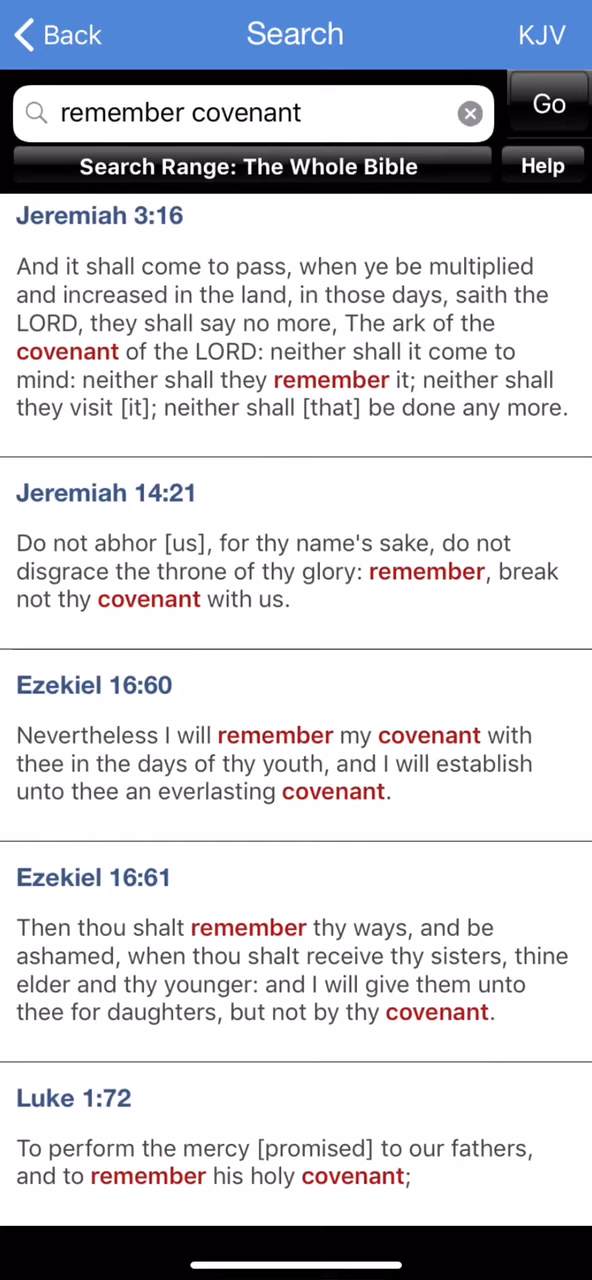 Back Search KJV
remember covenant
Go
Search Range: The Whole Bible
Help
Jeremiah 3:16
And it shall come to pass, when ye be multiplied
and increased in the land, in those days, saith the
LORD, they shall say no more, The ark of the
covenant of the LORD: neither shall it come to
mind: neither shall they remember it; neither shall
they visit [it]; neither shall [that] be done any more.
Jeremiah 14:21
Do not abhor [us], for thy name's sake, do not
disgrace the throne of thy glory: remember, break
not thy covenant with us.
Ezekiel 16:60
Nevertheless I will remember my covenant with
thee in the days of thy youth, and I will establish
unto thee an everlasting covenant.
Ezekiel 16:61
Then thou shalt remember thy ways, and be
ashamed, when thou shalt receive thy sisters, thine
elder and thy younger: and I will give them unto
thee for daughters, but not by thy covenant.
Luke 1:72
To perform the mercy [promised] to our fathers,
and to remember his holy covenant;